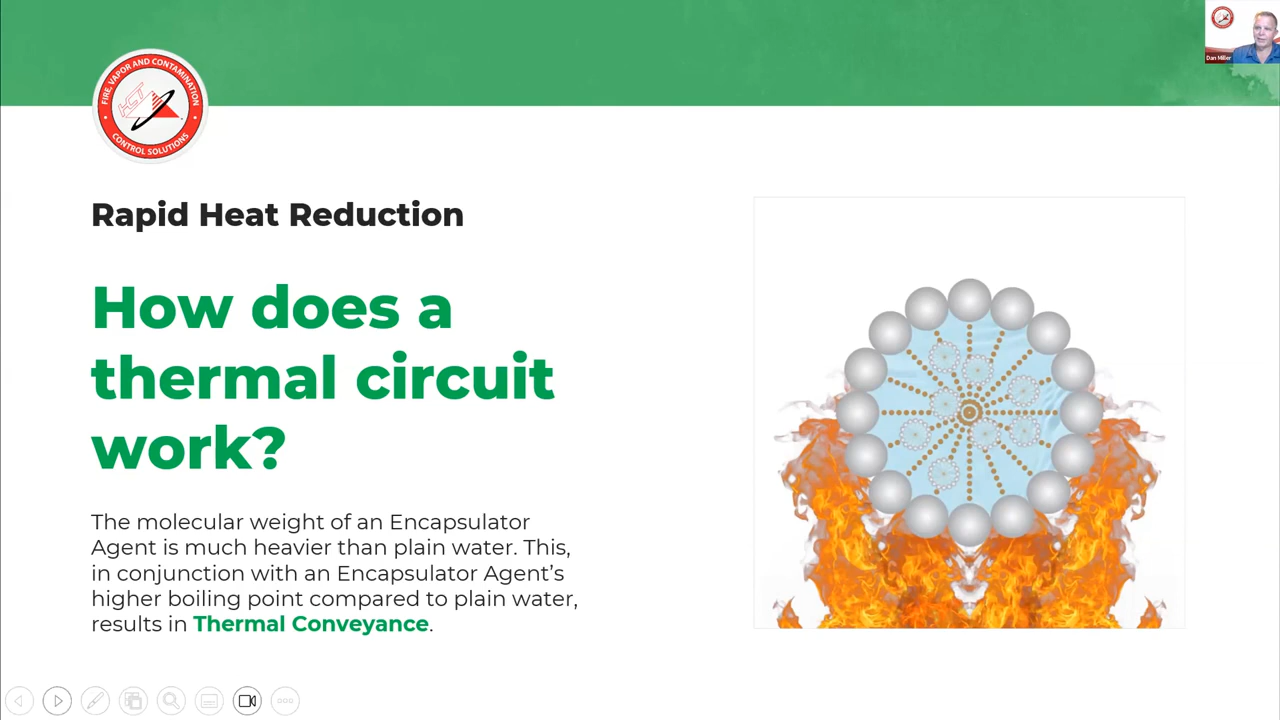 FIRE, VAPOR AND CONTAMINATION
HCT
CONTROL SOLUTIONS
Dan Miller
Rapid Heat Reduction
How does a
thermal circuit
work?
The molecular weight of an Encapsulator
Agent is much heavier than plain water. This,
in conjunction with an Encapsulator Agent's
higher boiling point compared to plain water,
results in Thermal Conveyance.